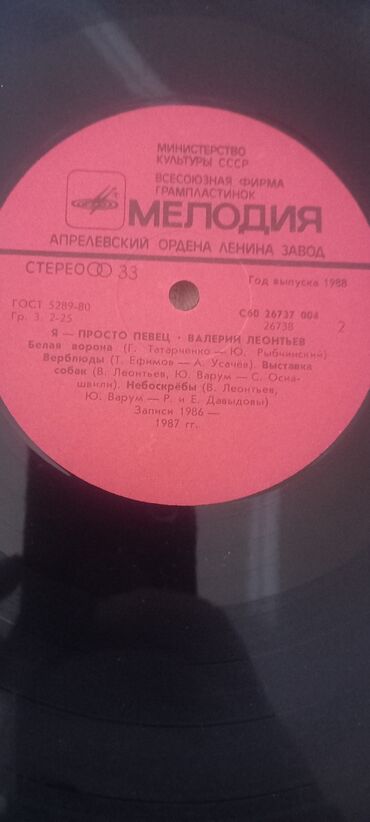 МИНИСТЕРСТВО
КУЛЬТУРЫ СССР
ВСЕСОЮЗНАЯ ФИРМА
ГРАМПЛАСТИНОК
МЕЛОДИЯ
АПРЕЛЕВСКИЙ ОРДЕНА ЛЕНИНА ЗАВОД
СТЕРЕО 33
Год выпуска 1988
ГОСТ 5289-80
Гр. 3. 2-25
С60 26737 004
26738 2
Я — ПРОСТО ПЕВЕЦ · ВАЛЕРИЙ ЛЕОНТЬЕВ
Белая ворона (Г. Татарченко — Ю. Рыбчинский)
Верблюды (Т. Ефимов — А. Усачёв). Выставка
собак (В. Леонтьев, Ю. Варум — С. Осиа-
швили). Небоскрёбы (В. Леонтьев,
Ю. Варум — Р. и Е. Давыдовы).
Записи 1986 —
1987 гг.